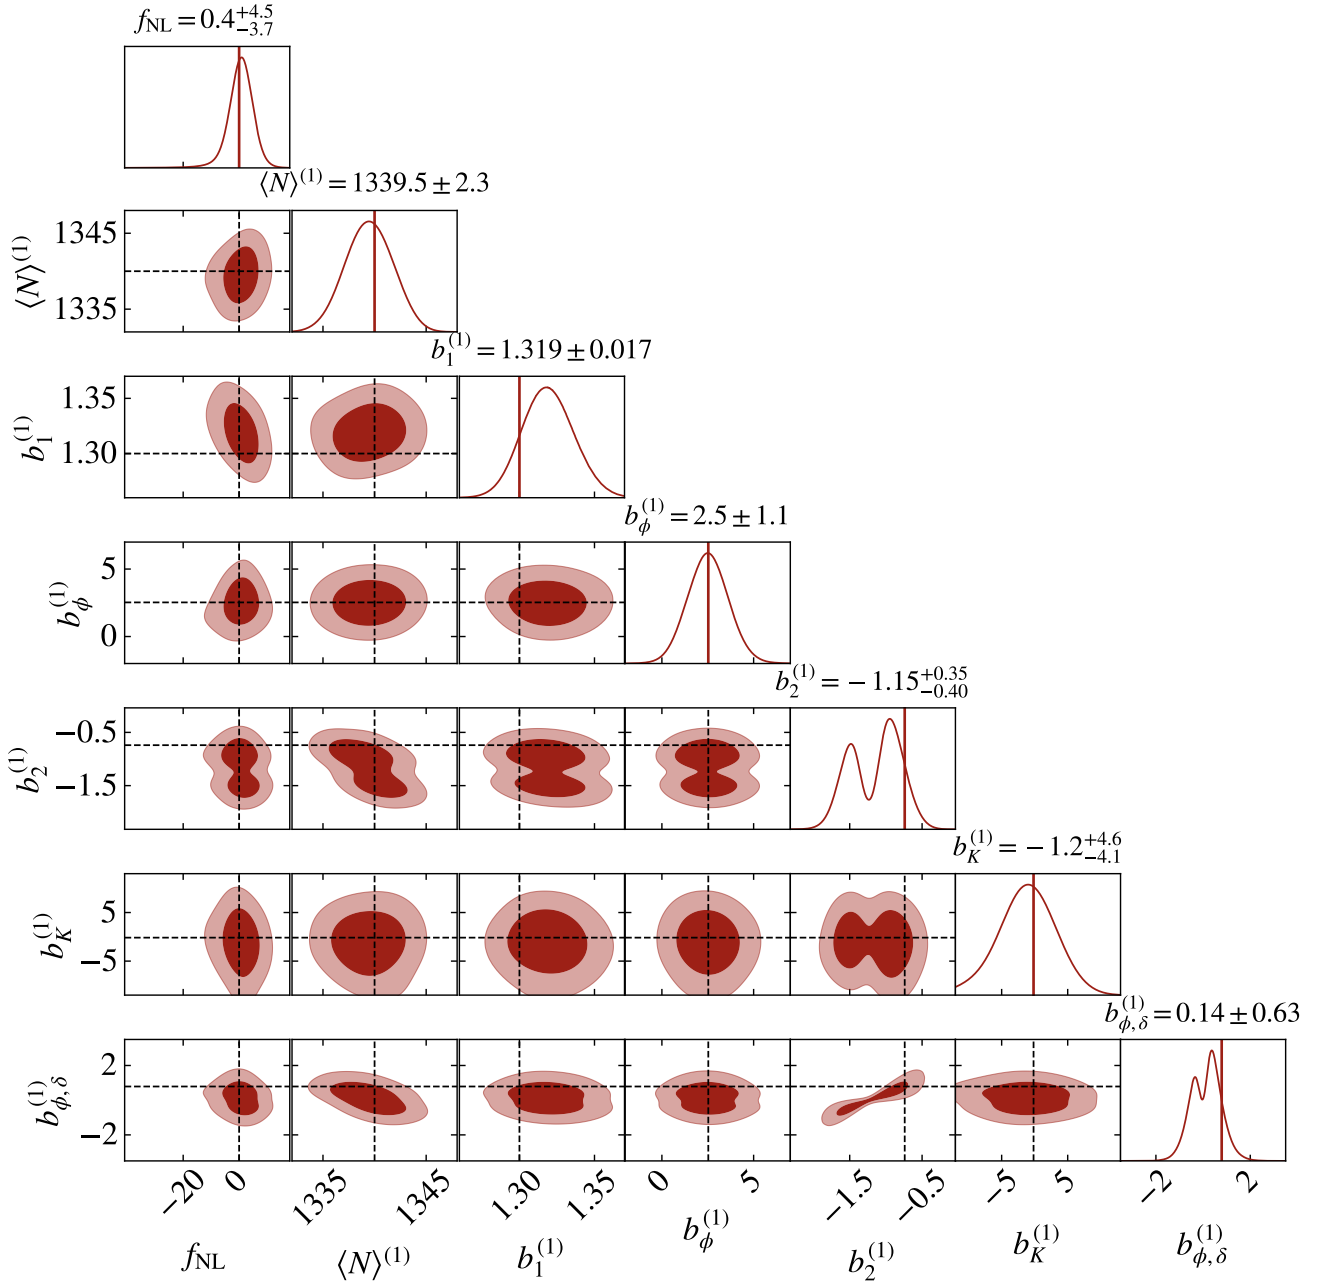 f_NL = 0.4^{+4.5}_{−3.7}
⟨N⟩^(1) = 1339.5 ± 2.3
⟨N⟩^(1)
1345
1335
b_1^(1) = 1.319 ± 0.017
b_1^(1)
1.35
1.30
b_ϕ^(1) = 2.5 ± 1.1
b_ϕ^(1)
5
0
b_2^(1) = −1.15^{+0.35}_{−0.40}
b_2^(1)
−0.5
−1.5
b_K^(1) = −1.2^{+4.6}_{−4.1}
b_K^(1)
5
−5
b_{ϕ,δ}^(1) = 0.14 ± 0.63
b_{ϕ,δ}^(1)
2
−2
−20 0 1335 1345 1.30 1.35 0 5 −1.5 −0.5 −5 5 −2 2
f_NL ⟨N⟩^(1) b_1^(1) b_ϕ^(1) b_2^(1) b_K^(1) b_{ϕ,δ}^(1)